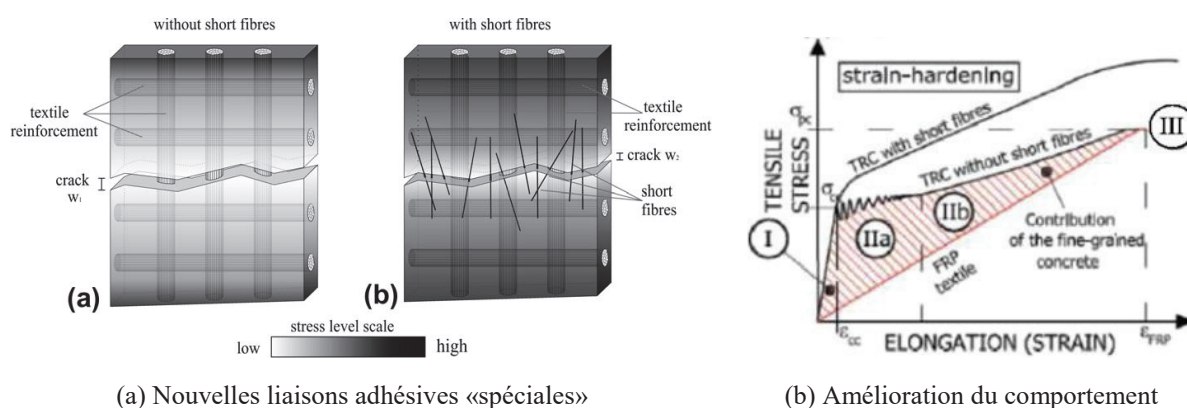 without short fibres
with short fibres
textile
reinforcement
crack
w₁
textile
reinforcement
crack w₂
short
fibres
(a)
(b)
stress level scale
low
high
strain-hardening
TENSILE
STRESS
σ
TRC with short fibres
TRC without short fibres
I
IIa
IIb
III
FRP
textile
Contribution
of the fine-grained
concrete
ε_cc
ELONGATION (STRAIN)
ε_FRP
(a) Nouvelles liaisons adhésives «spéciales»
(b) Amélioration du comportement